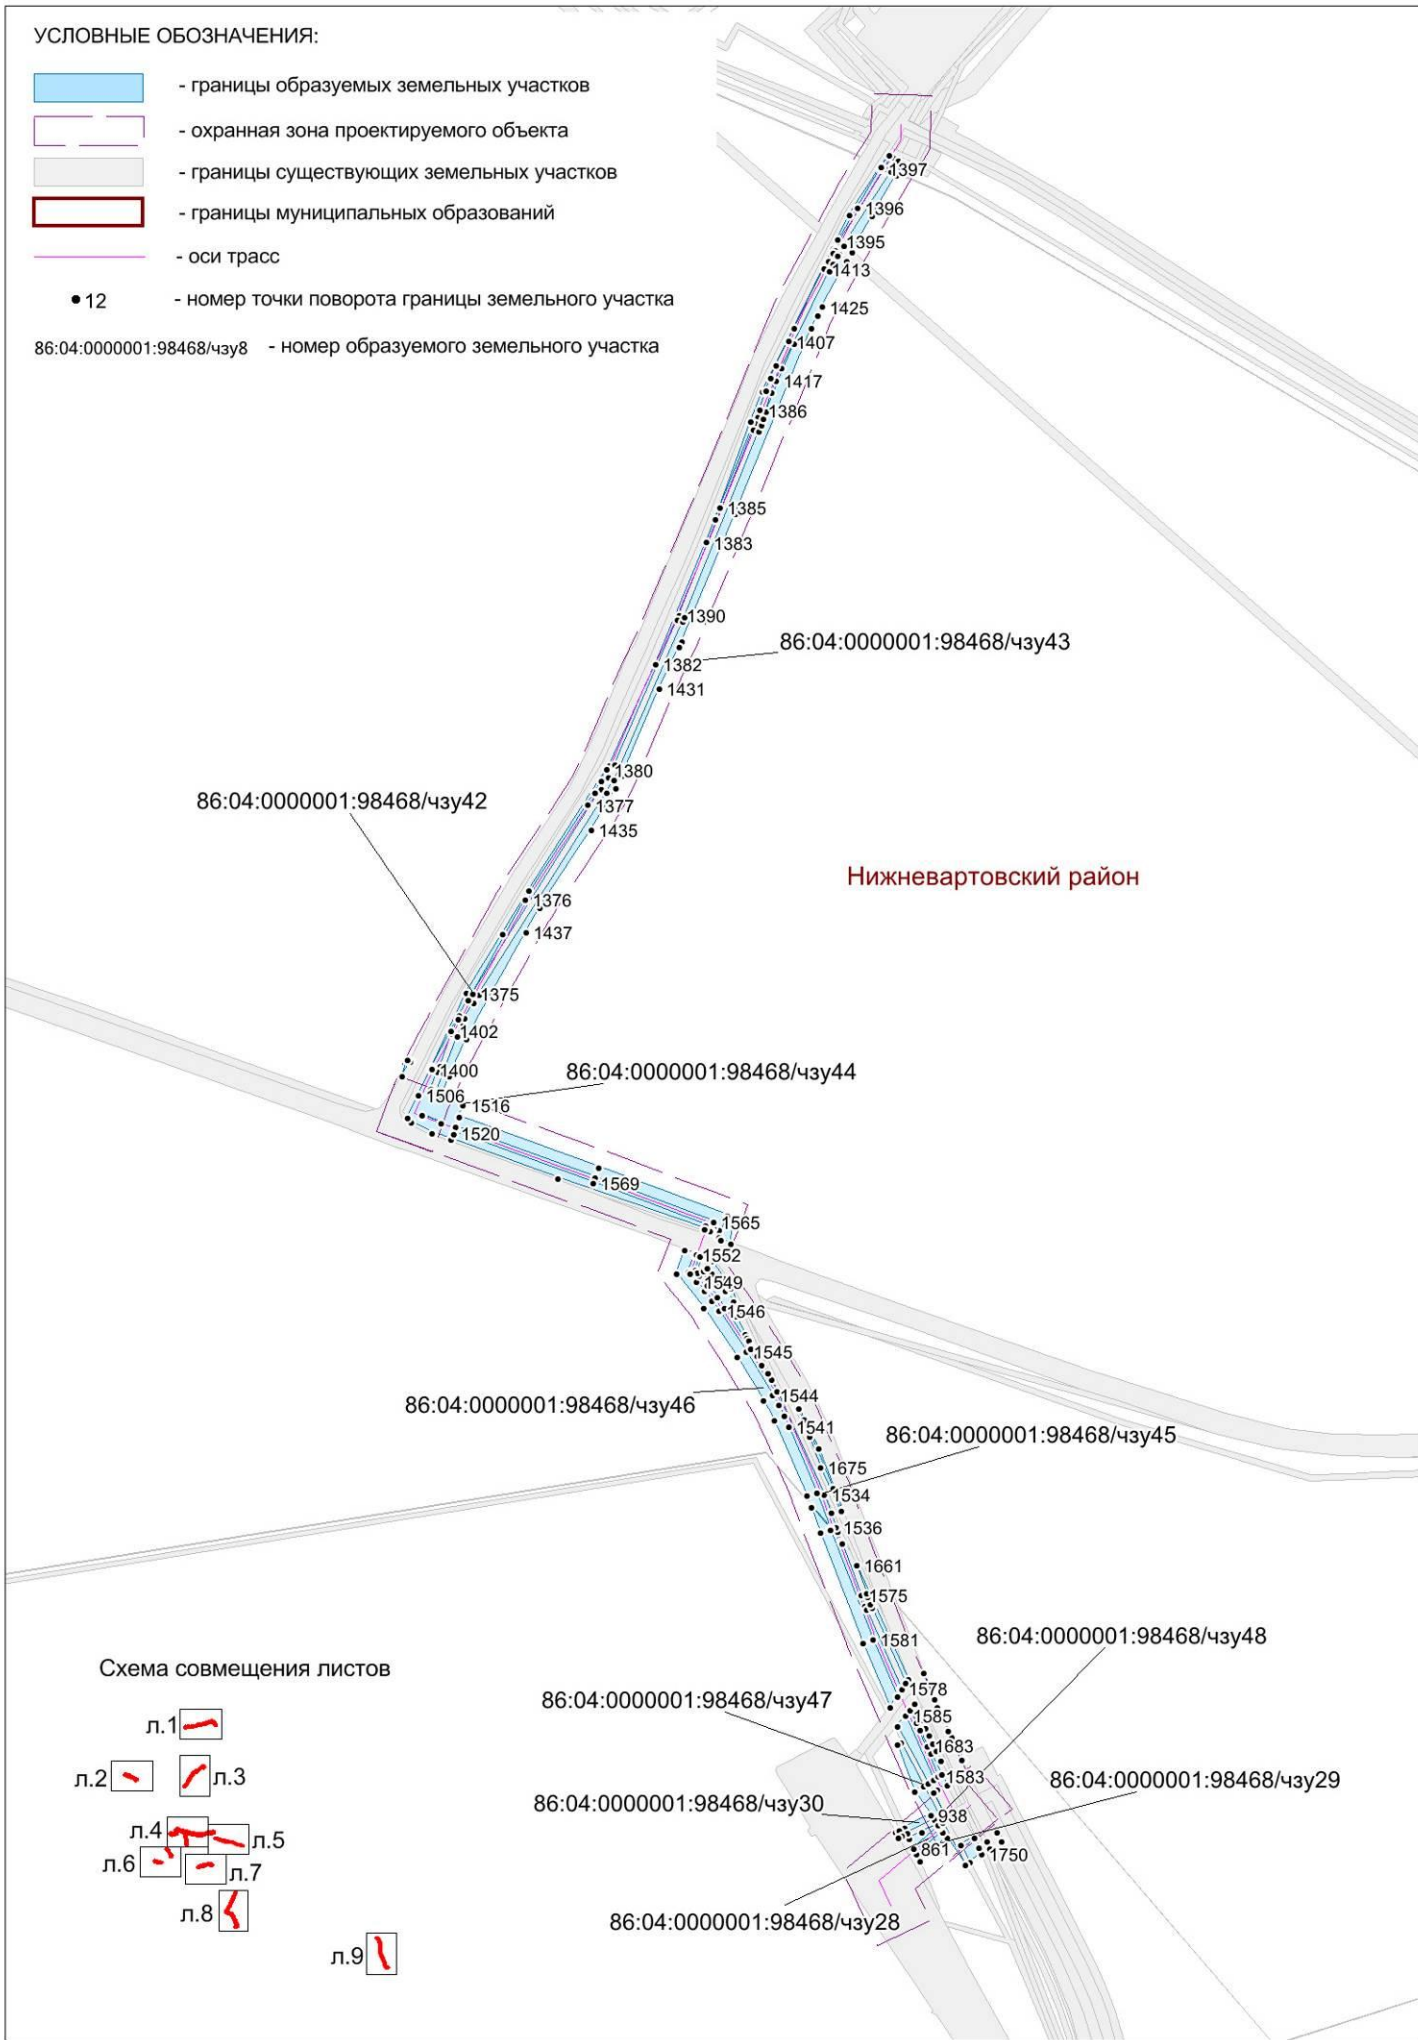 УСЛОВНЫЕ ОБОЗНАЧЕНИЯ:
- границы образуемых земельных участков
- охранная зона проектируемого объекта
- границы существующих земельных участков
- границы муниципальных образований
- оси трасс
12 - номер точки поворота границы земельного участка
86:04:0000001:98468/чзу8 - номер образуемого земельного участка
1397
1396
1395
1413
1425
1407
1417
1386
1385
1383
1390
86:04:0000001:98468/чзу43
1382
1431
1380
86:04:0000001:98468/чзу42
1377
1435
Нижневартовский район
1376
1437
1375
1402
1400
86:04:0000001:98468/чзу44
1506
1516
1520
1569
1565
1552
1549
1546
1545
1544
86:04:0000001:98468/чзу46
1541
86:04:0000001:98468/чзу45
1675
1534
1536
1661
1575
1581
86:04:0000001:98468/чзу48
1578
86:04:0000001:98468/чзу47
1585
1683
1583
86:04:0000001:98468/чзу29
86:04:0000001:98468/чзу30
938
861
1750
86:04:0000001:98468/чзу28
Схема совмещения листов
л.1
л.2
л.3
л.4
л.5
л.6
л.7
л.8
л.9